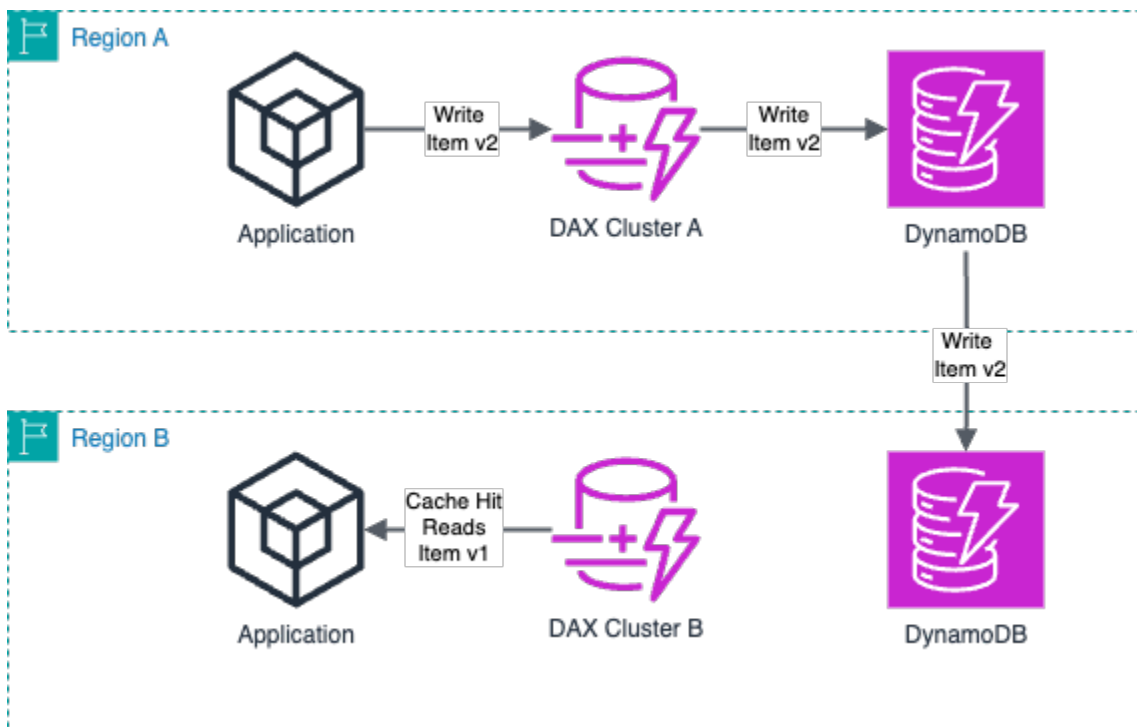 Region A
Write
Item v2
Write
Item v2
Application
DAX Cluster A
DynamoDB
Write
Item v2
Region B
Cache Hit
Reads
Item v1
Application
DAX Cluster B
DynamoDB